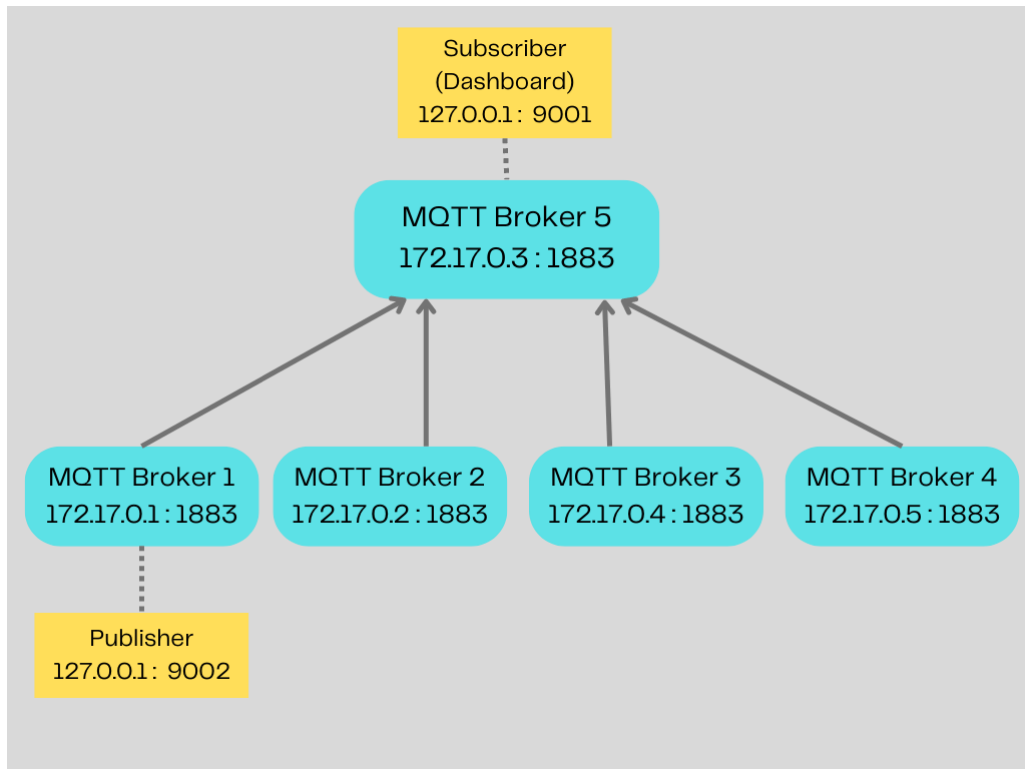 Subscriber
(Dashboard)
127.0.0.1 : 9001
MQTT Broker 5
172.17.0.3 : 1883
MQTT Broker 1
172.17.0.1 : 1883
MQTT Broker 2
172.17.0.2 : 1883
MQTT Broker 3
172.17.0.4 : 1883
MQTT Broker 4
172.17.0.5 : 1883
Publisher
127.0.0.1 : 9002